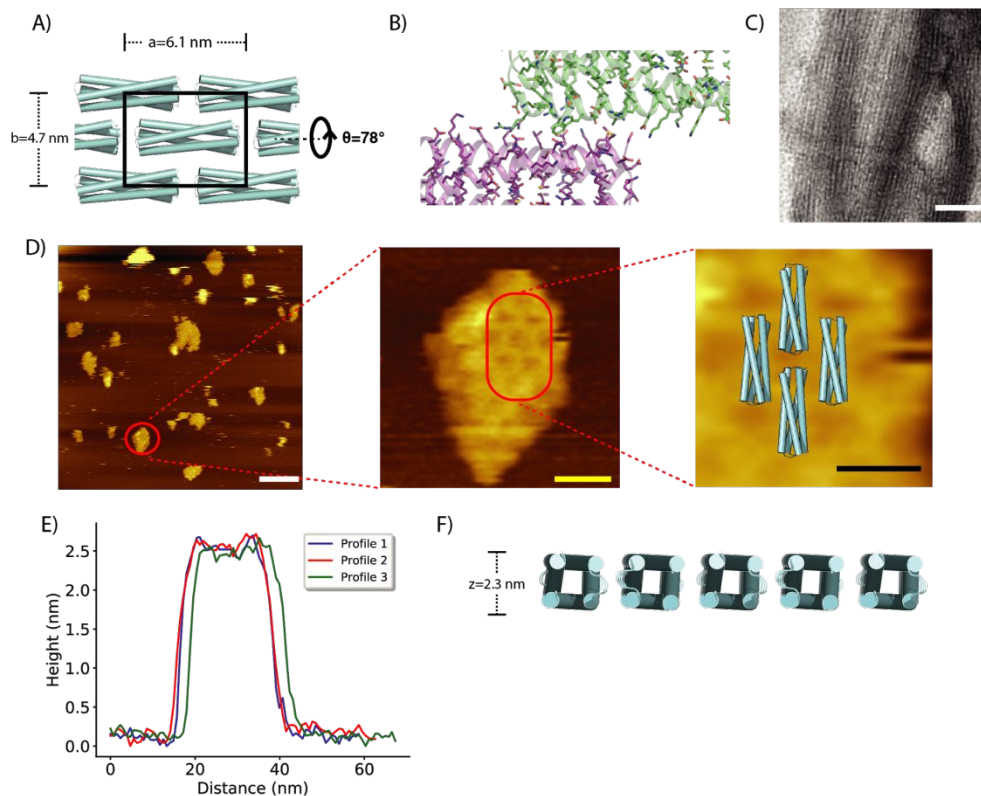 A)
a=6.1 nm
b=4.7 nm
θ=78°
B)
C)
D)
E)
Height (nm)
2.5
2.0
1.5
1.0
0.5
0.0
0
20
40
60
Distance (nm)
Profile 1
Profile 2
Profile 3
F)
z=2.3 nm